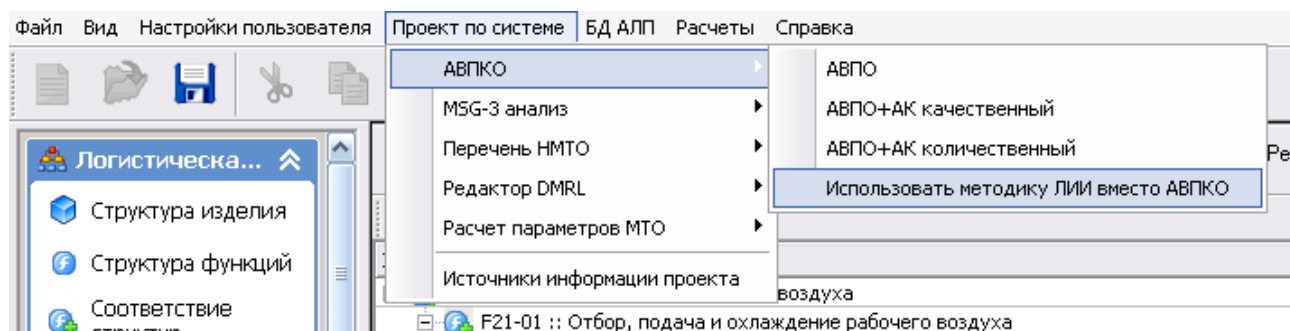 Файл Вид Настройки пользователя Проект по системе БД АЛП Расчеты Справка
АВПКО
MSG-3 анализ
Перечень НМТО
Редактор DMRL
Расчет параметров МТО
Источники информации проекта
АВПО
АВПО+АК качественный
АВПО+АК количественный
Использовать методику ЛИИ вместо АВПКО
Ре
Логистическа...
Структура изделия
Структура функций
Соответствие
воздуха
F21-01 :: Отбор, подача и охлаждение рабочего воздуха